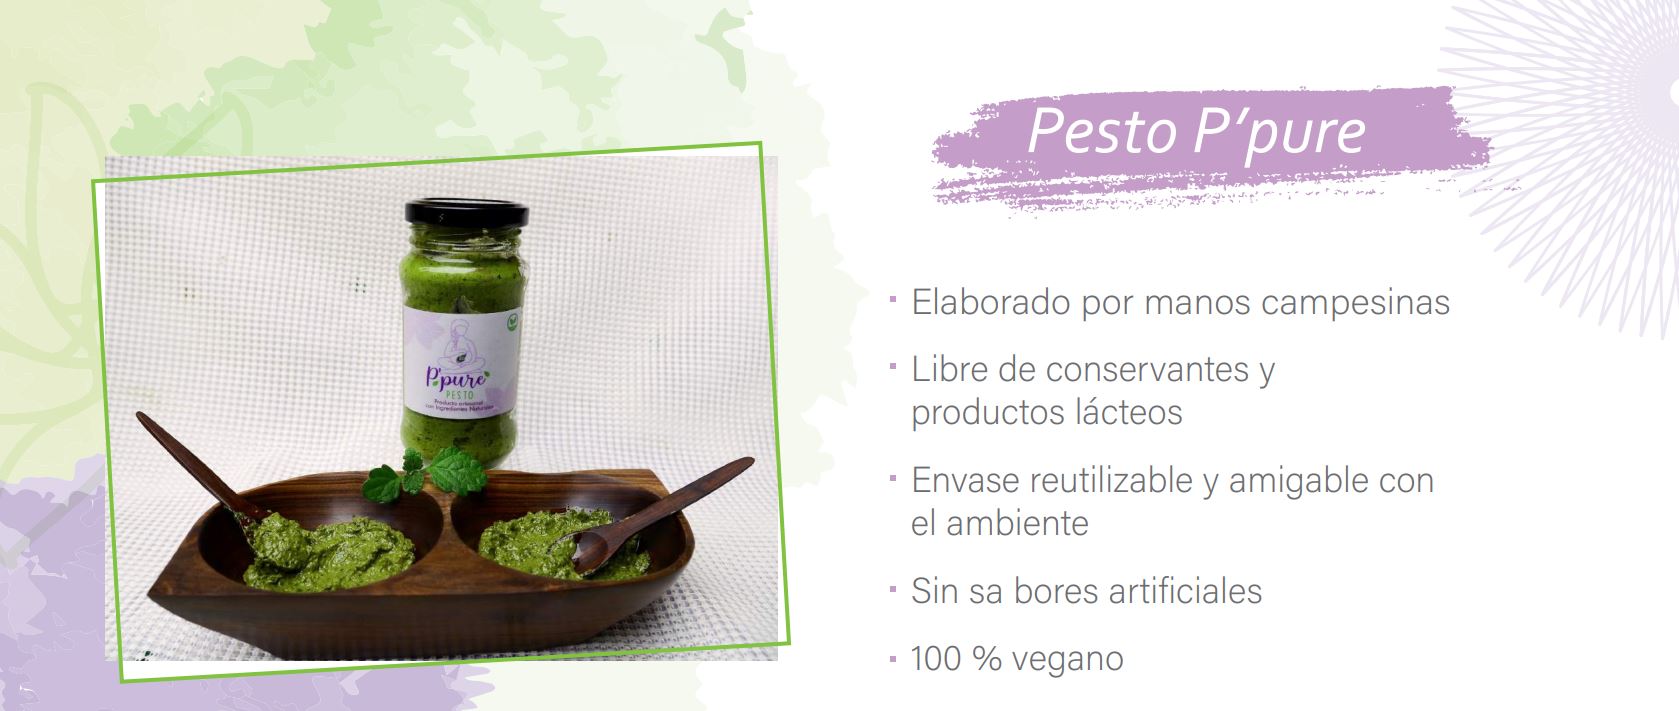 Pesto P'pure
Elaborado por manos campesinas
Libre de conservantes y
productos lácteos
Envase reutilizable y amigable con
el ambiente
Sin sa bores artificiales
100 % vegano
P'pure
PESTO
Producto artesanal
con Ingredientes Naturales